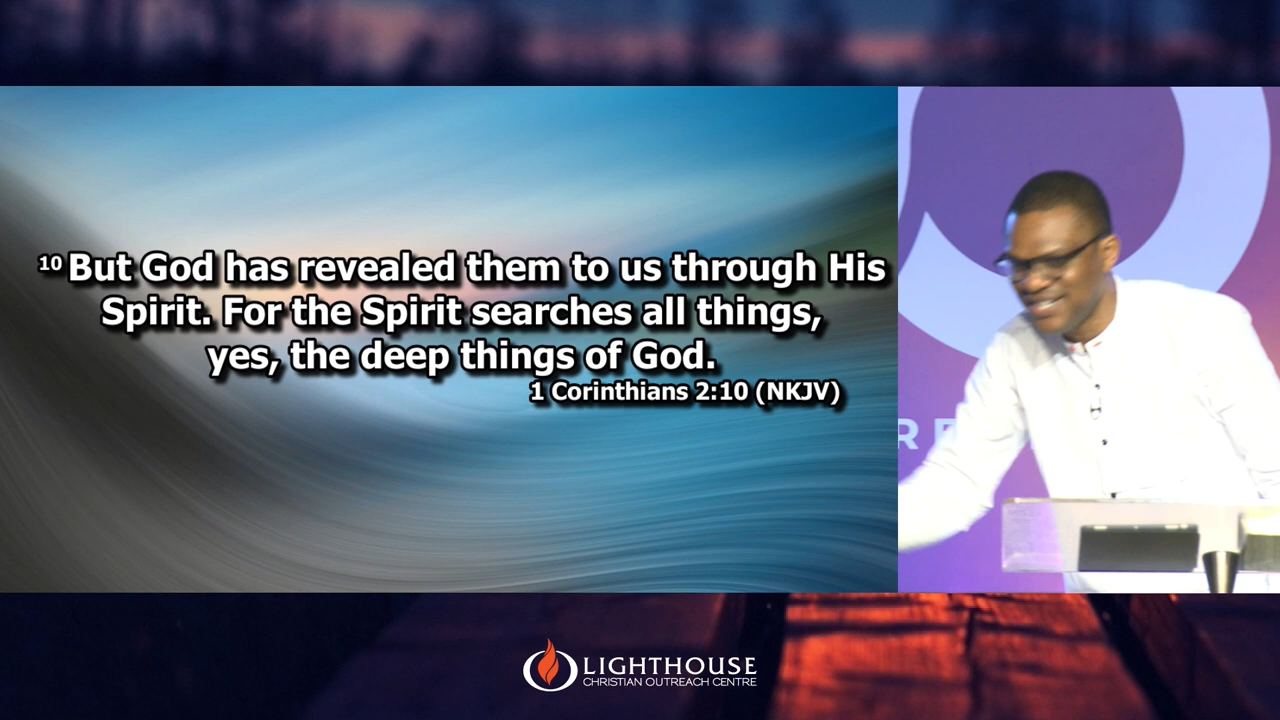 10 But God has revealed them to us through His
Spirit. For the Spirit searches all things,
yes, the deep things of God.
1 Corinthians 2:10 (NKJV)
LIGHTHOUSE
CHRISTIAN OUTREACH CENTRE